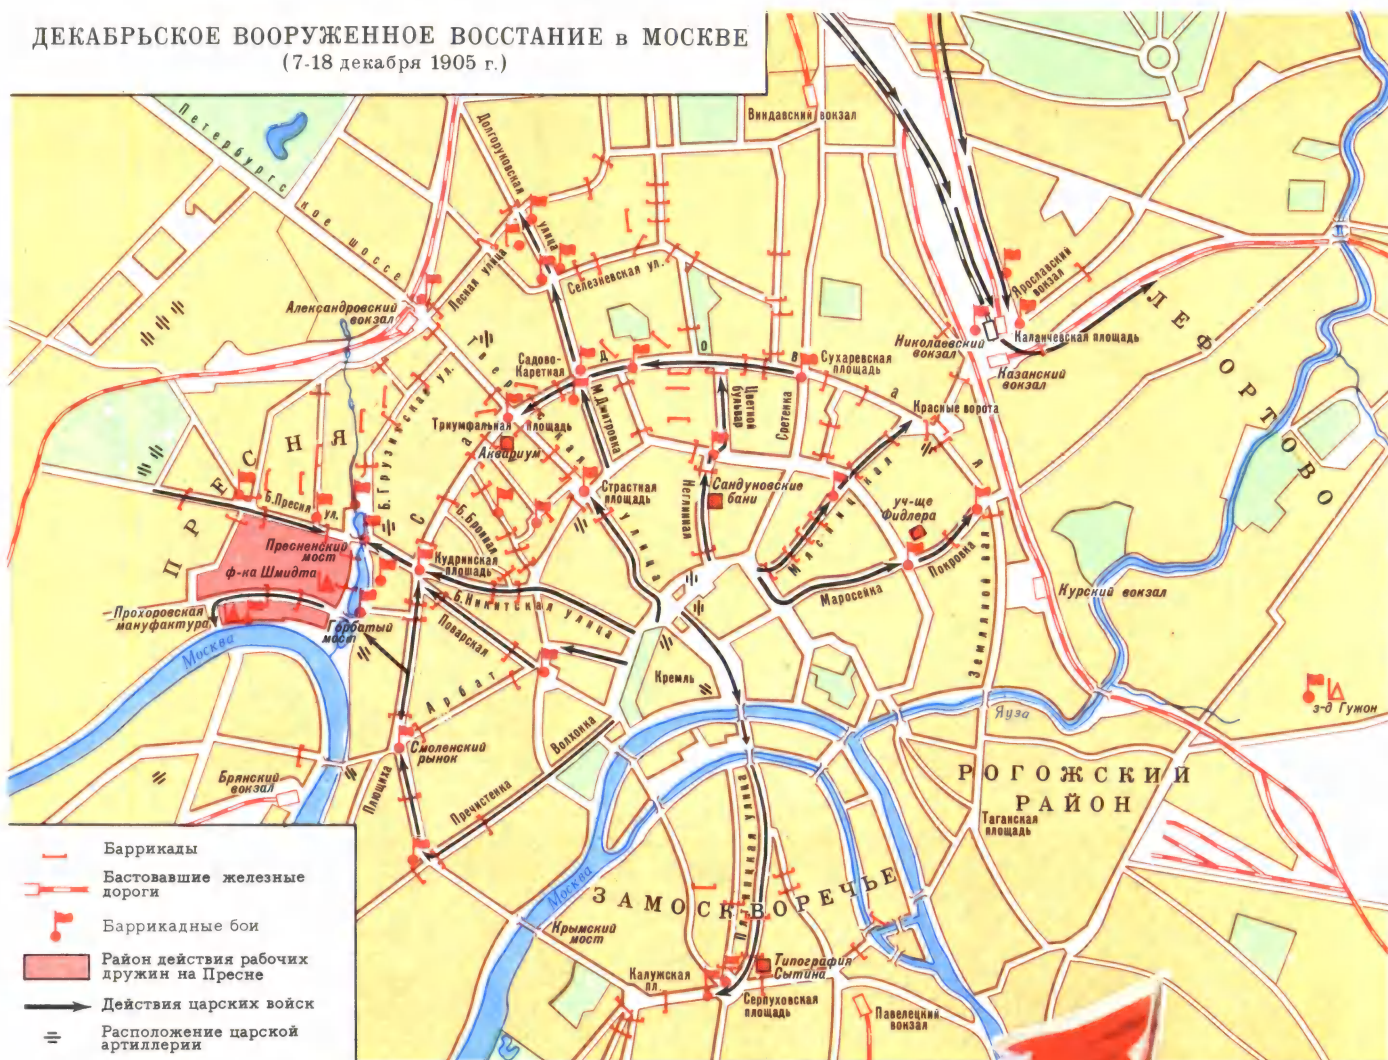 ДЕКАБРЬСКОЕ ВООРУЖЕННОЕ ВОССТАНИЕ в МОСКВЕ
(7-18 декабря 1905 г.)
Петербургское шоссе
Долгоруковская улица
Виндавский вокзал
Лесная улица
Селезневская ул.
Александровский
вокзал
Ярославский
вокзал
Николаевский
вокзал
Каланчевская площадь
Казанский
вокзал
ЛЕФОРТОВО
Садово-
Каретная
Сухаревская
площадь
Садовая
Тверская улица
М.Дмитровка
Цветной
бульвар
Сретенка
Красные ворота
Триумфальная площадь
Аквариум
Б.Грузинская ул.
ПРЕСНЯ
Б.Пресня ул.
Страстная
площадь
Сандуновские
бани
Неглинная
Мясницкая
уч-ще
Фидлера
Б.Бронная
Пресненский
мост
ф-ка Шмидта
Кудринская
площадь
Покровка
Маросейка
Земляной вал
Курский вокзал
Прохоровская
мануфактура
Горбатый
мост
Б.Никитская улица
Поварская
Москва
Кремль
Арбат
Яуза
з-д Гужон
Волхонка
Смоленский
рынок
Брянский
вокзал
Плющиха
Пречистенка
РОГОЖСКИЙ
РАЙОН
Таганская
площадь
Пятницкая улица
ЗАМОСКВОРЕЧЬЕ
Москва
Крымский
мост
Калужская
пл.
Типография
Сытина
Серпуховская
площадь
Павелецкий
вокзал
Баррикады
Бастовавшие железные
дороги
Баррикадные бои
Район действия рабочих
дружин на Пресне
Действия царских войск
Расположение царской
артиллерии